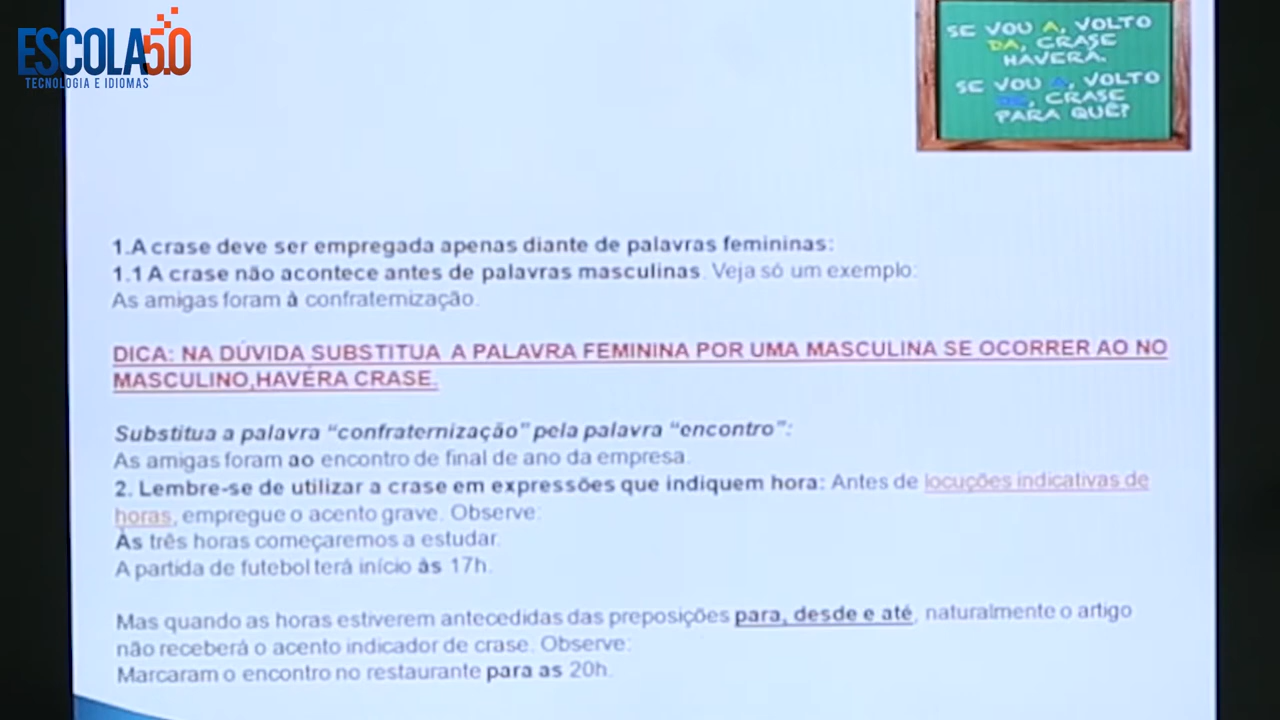 ESCOLA5.0
TECNOLOGIA E IDIOMAS
SE VOU A, VOLTO
DA, CRASE
HAVERÁ.
SE VOU A, VOLTO
DE, CRASE
PARA QUÊ?
1.A crase deve ser empregada apenas diante de palavras femininas:
1.1 A crase não acontece antes de palavras masculinas. Veja só um exemplo:
As amigas foram à confraternização.
DICA: NA DÚVIDA SUBSTITUA A PALAVRA FEMININA POR UMA MASCULINA SE OCORRER AO NO
MASCULINO,HAVÉRA CRASE.
Substitua a palavra “confraternização” pela palavra “encontro”:
As amigas foram ao encontro de final de ano da empresa.
2. Lembre-se de utilizar a crase em expressões que indiquem hora: Antes de locuções indicativas de
horas, empregue o acento grave. Observe:
Às três horas começaremos a estudar.
A partida de futebol terá início às 17h.
Mas quando as horas estiverem antecedidas das preposições para, desde e até, naturalmente o artigo
não receberá o acento indicador de crase. Observe:
Marcaram o encontro no restaurante para as 20h.